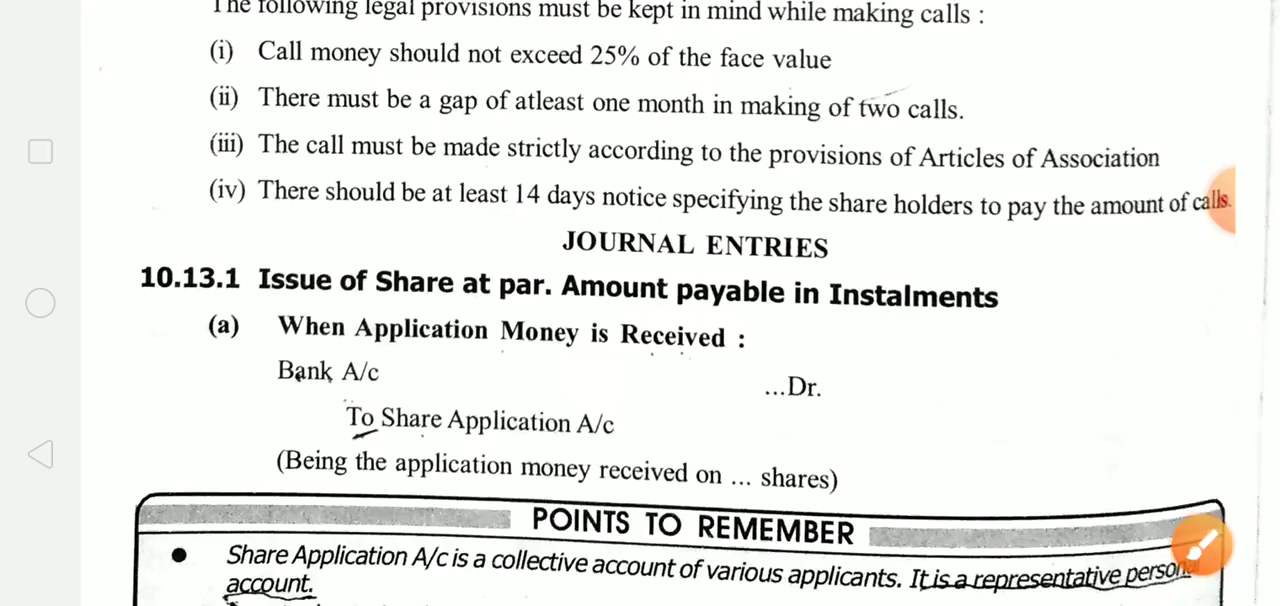 The following legal provisions must be kept in mind while making calls :
(i) Call money should not exceed 25% of the face value
(ii) There must be a gap of atleast one month in making of two calls.
(iii) The call must be made strictly according to the provisions of Articles of Association
(iv) There should be at least 14 days notice specifying the share holders to pay the amount of calls.
JOURNAL ENTRIES
10.13.1 Issue of Share at par. Amount payable in Instalments
(a) When Application Money is Received :
Bank A/c ...Dr.
To Share Application A/c
(Being the application money received on ... shares)
POINTS TO REMEMBER
● Share Application A/c is a collective account of various applicants. It is a representative personal
account.